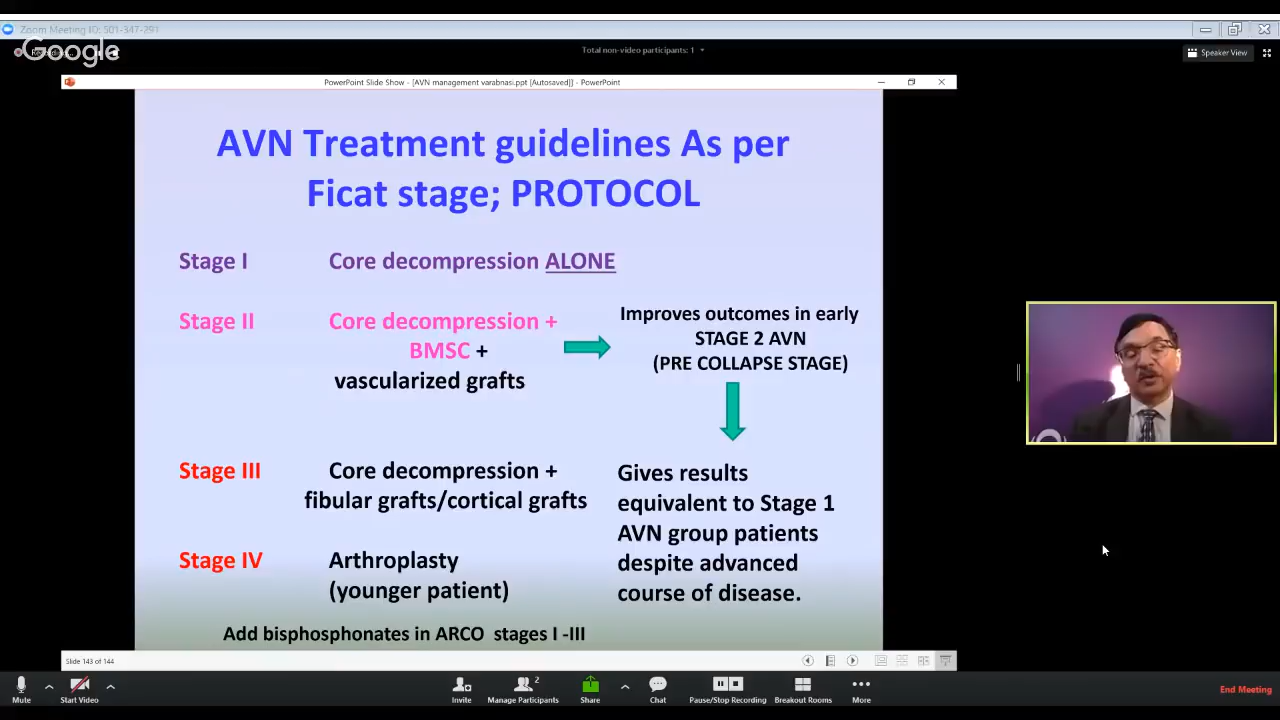 Zoom Meeting ID: 501-347-291
Google
Total non-video participants: 1
Speaker View
PowerPoint Slide Show - [AVN management varabnasi.ppt [Autosaved]] - PowerPoint
AVN Treatment guidelines As per
Ficat stage; PROTOCOL
Stage I Core decompression ALONE
Stage II Core decompression +
BMSC +
vascularized grafts
Improves outcomes in early
STAGE 2 AVN
(PRE COLLAPSE STAGE)
Stage III Core decompression +
fibular grafts/cortical grafts
Gives results
equivalent to Stage 1
AVN group patients
despite advanced
course of disease.
Stage IV Arthroplasty
(younger patient)
Add bisphosphonates in ARCO stages I -III
Slide 143 of 144
2
Mute Start Video Invite Manage Participants Share Chat Pause/Stop Recording Breakout Rooms More End Meeting